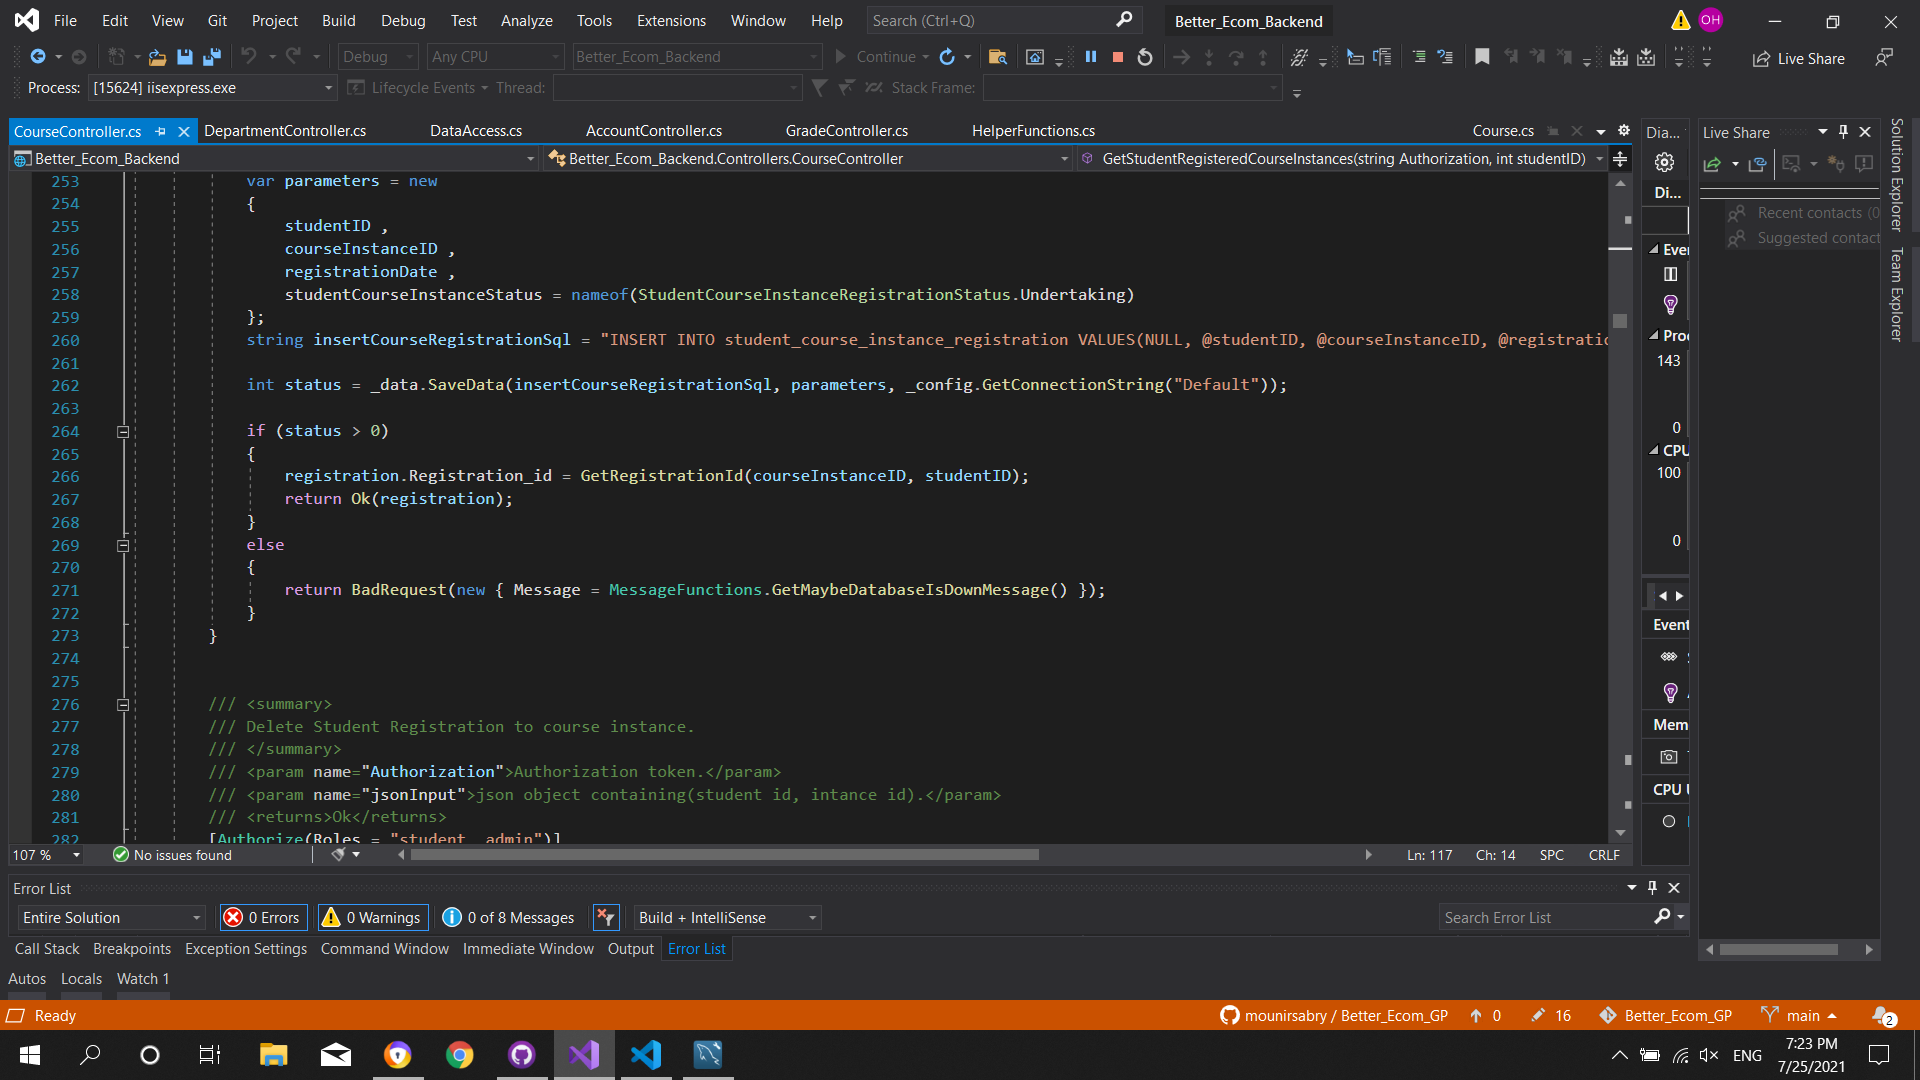 File Edit View Git Project Build Debug Test Analyze Tools Extensions Window Help Search (Ctrl+Q) Better_Ecom_Backend OH
Debug Any CPU Better_Ecom_Backend Continue Live Share
Process: [15624] iisexpress.exe Lifecycle Events Thread: Stack Frame:
CourseController.cs DepartmentController.cs DataAccess.cs AccountController.cs GradeController.cs HelperFunctions.cs Course.cs
Better_Ecom_Backend Better_Ecom_Backend.Controllers.CourseController GetStudentRegisteredCourseInstances(string Authorization, int studentID)
253 var parameters = new
254 {
255 studentID ,
256 courseInstanceID ,
257 registrationDate ,
258 studentCourseInstanceStatus = nameof(StudentCourseInstanceRegistrationStatus.Undertaking)
259 };
260 string insertCourseRegistrationSql = "INSERT INTO student_course_instance_registration VALUES(NULL, @studentID, @courseInstanceID, @registratio
261
262 int status = _data.SaveData(insertCourseRegistrationSql, parameters, _config.GetConnectionString("Default"));
263
264 if (status > 0)
265 {
266 registration.Registration_id = GetRegistrationId(courseInstanceID, studentID);
267 return Ok(registration);
268 }
269 else
270 {
271 return BadRequest(new { Message = MessageFunctions.GetMaybeDatabaseIsDownMessage() });
272 }
273 }
274
275
276 /// <summary>
277 /// Delete Student Registration to course instance.
278 /// </summary>
279 /// <param name="Authorization">Authorization token.</param>
280 /// <param name="jsonInput">json object containing(student id, intance id).</param>
281 /// <returns>Ok</returns>
282 [Authorize(Roles = "student, admin")]
107 % No issues found Ln: 117 Ch: 14 SPC CRLF
Dia...
Di...
Eve
Proc
143
0
CPU
100
0
Event
Mem
CPU U
Live Share
Recent contacts (0
Suggested contact
Solution Explorer
Team Explorer
Error List
Entire Solution 0 Errors 0 Warnings 0 of 8 Messages Build + IntelliSense Search Error List
Call Stack Breakpoints Exception Settings Command Window Immediate Window Output Error List
Autos Locals Watch 1
Ready mounirsabry / Better_Ecom_GP 0 16 Better_Ecom_GP main 2
ENG 7:23 PM
7/25/2021